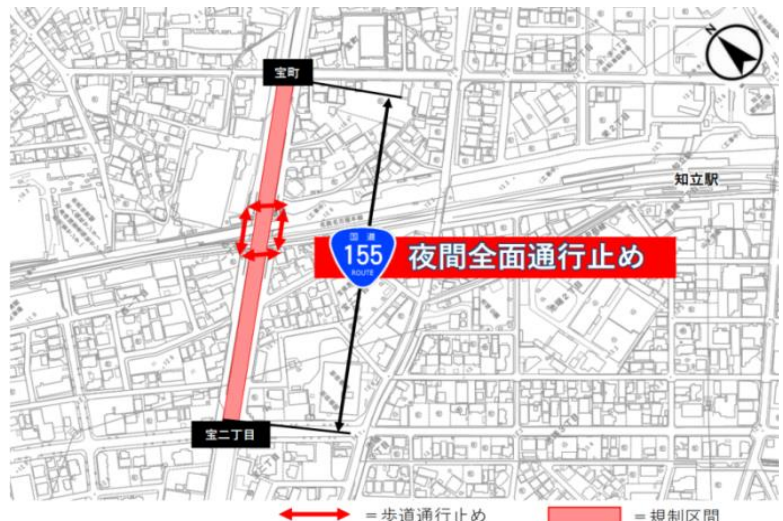 N
宝町
知立駅
国道
155
ROUTE
夜間全面通行止め
宝二丁目
=歩道通行止め
=規制区間